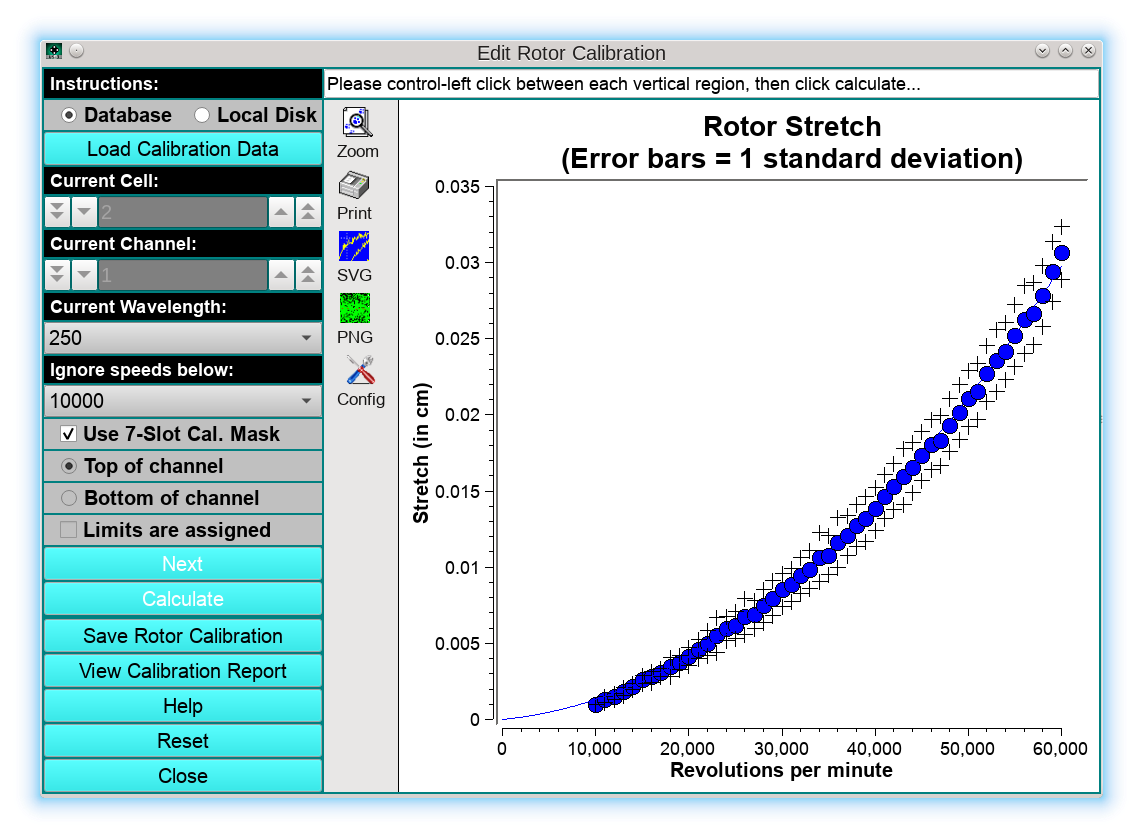 Edit Rotor Calibration
Instructions:
Please control-left click between each vertical region, then click calculate...
Database
Local Disk
Load Calibration Data
Current Cell:
2
Current Channel:
1
Current Wavelength:
250
Ignore speeds below:
10000
Use 7-Slot Cal. Mask
Top of channel
Bottom of channel
Limits are assigned
Next
Calculate
Save Rotor Calibration
View Calibration Report
Help
Reset
Close
Zoom
Print
SVG
PNG
Config
Rotor Stretch
(Error bars = 1 standard deviation)
Stretch (in cm)
0.035
0.03
0.025
0.02
0.015
0.01
0.005
0
0
10,000
20,000
30,000
40,000
50,000
60,000
Revolutions per minute